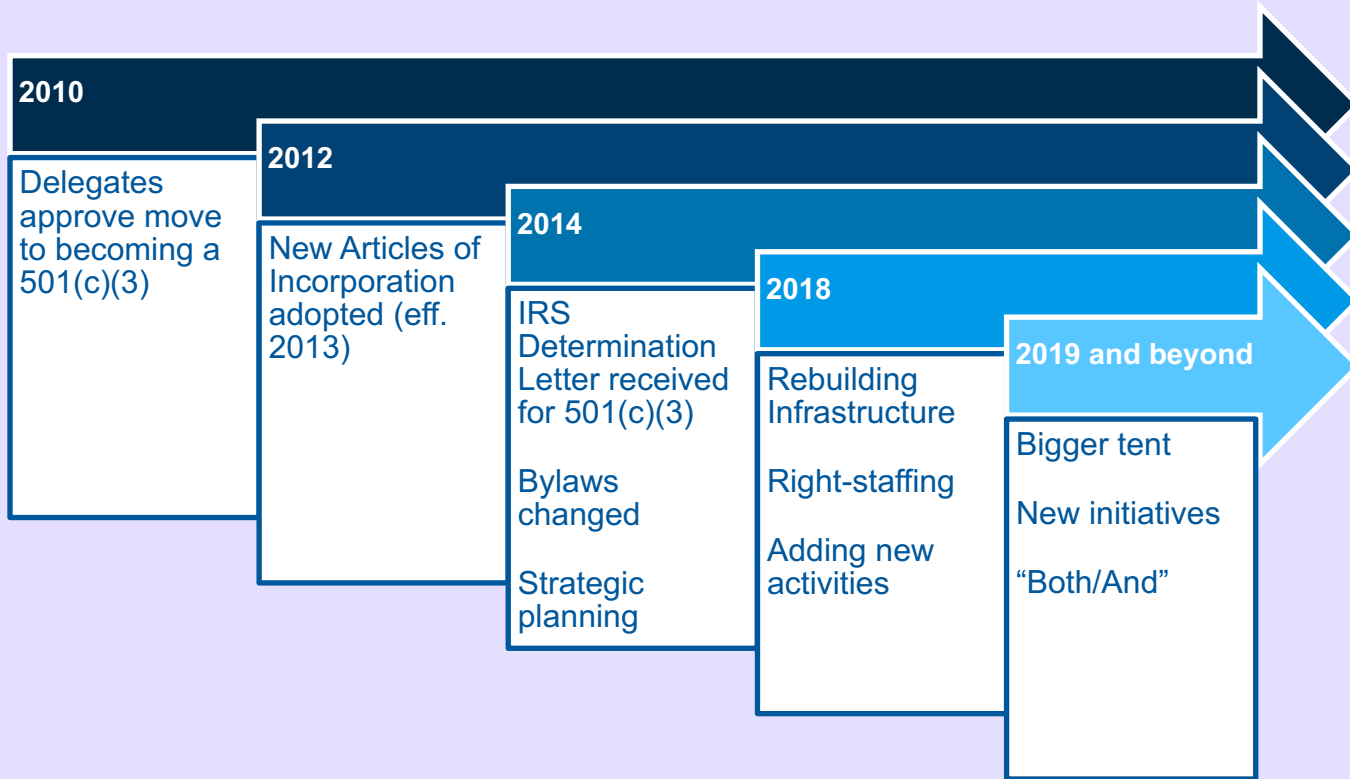 2010
Delegates
approve move
to becoming a
501(c)(3)
2012
New Articles of
Incorporation
adopted (eff.
2013)
2014
IRS
Determination
Letter received
for 501(c)(3)
Bylaws
changed
Strategic
planning
2018
Rebuilding
Infrastructure
Right-staffing
Adding new
activities
2019 and beyond
Bigger tent
New initiatives
“Both/And”